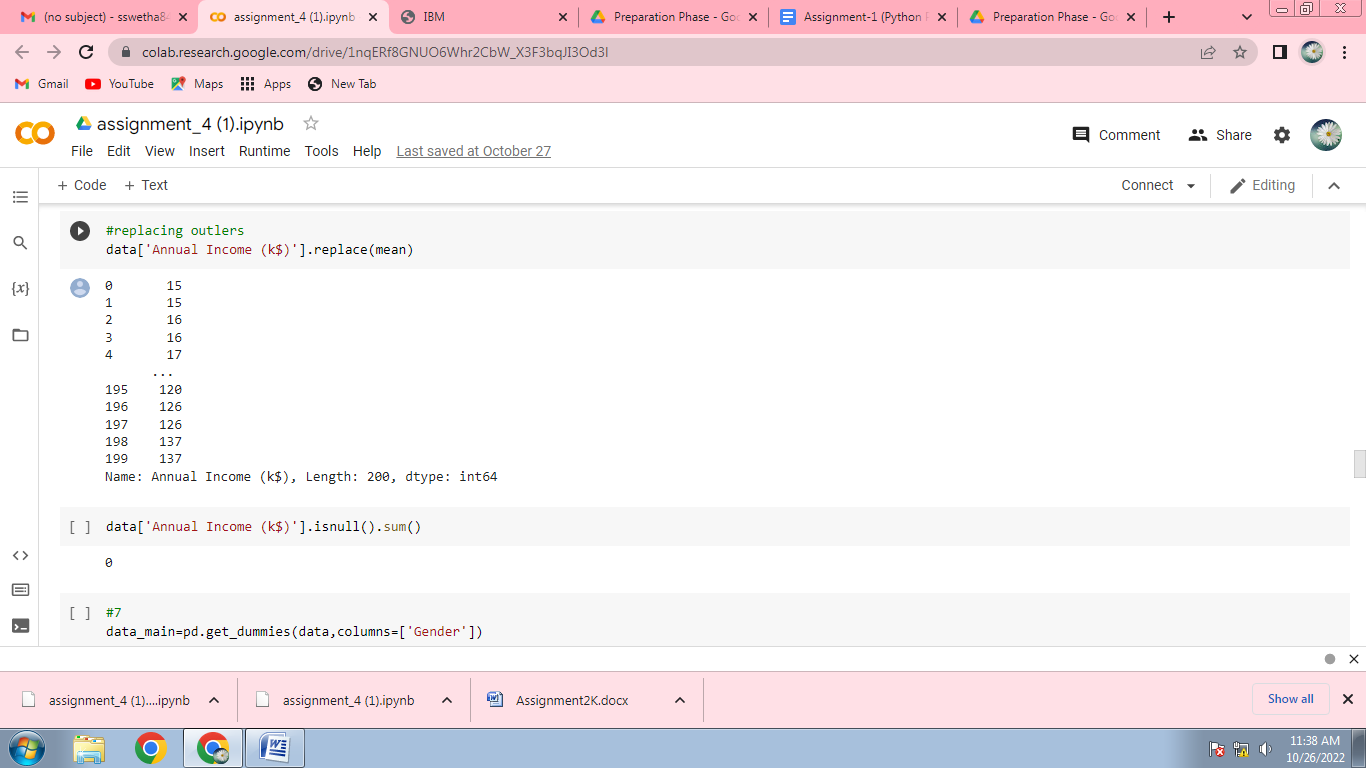 (no subject) - sswetha84
assignment_4 (1).ipynb
IBM
Preparation Phase - Goo
Assignment-1 (Python P
Preparation Phase - Goo
colab.research.google.com/drive/1nqERf8GNUO6Whr2CbW_X3F3bqJI3Od3I
Gmail YouTube Maps Apps New Tab
assignment_4 (1).ipynb
Comment Share
File Edit View Insert Runtime Tools Help Last saved at October 27
+ Code + Text Connect Editing
#replacing outlers
data['Annual Income (k$)'].replace(mean)
0 15
1 15
2 16
3 16
4 17
...
195 120
196 126
197 126
198 137
199 137
Name: Annual Income (k$), Length: 200, dtype: int64
[ ] data['Annual Income (k$)'].isnull().sum()
0
[ ] #7
data_main=pd.get_dummies(data,columns=['Gender'])
{x}
assignment_4 (1)....ipynb
assignment_4 (1).ipynb
Assignment2K.docx
Show all
11:38 AM
10/26/2022